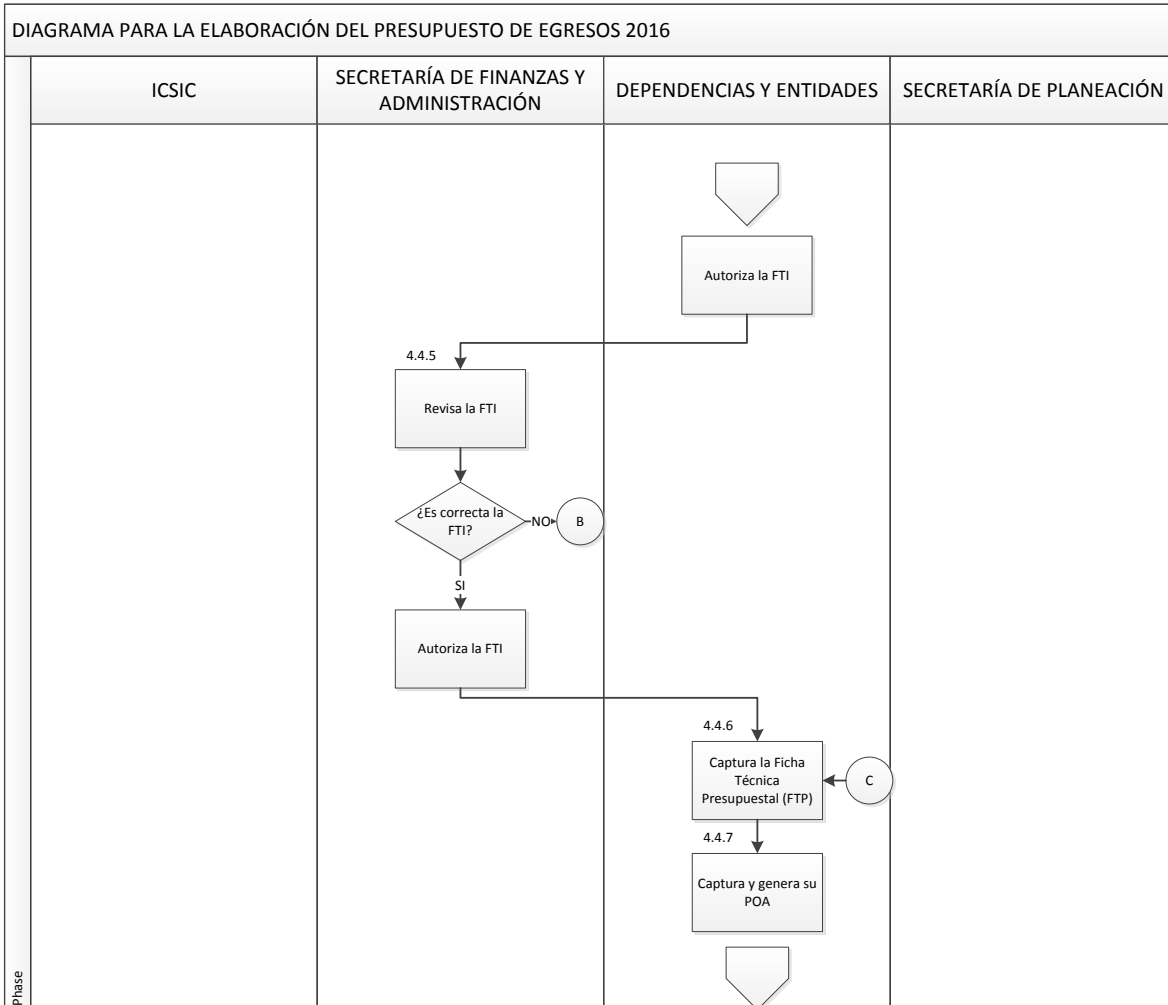 DIAGRAMA PARA LA ELABORACIÓN DEL PRESUPUESTO DE EGRESOS 2016
ICSIC
SECRETARÍA DE FINANZAS Y
ADMINISTRACIÓN
DEPENDENCIAS Y ENTIDADES
SECRETARÍA DE PLANEACIÓN
Autoriza la FTI
4.4.5
Revisa la FTI
¿Es correcta la
FTI?
NO
B
SI
Autoriza la FTI
4.4.6
Captura la Ficha
Técnica
Presupuestal (FTP)
C
4.4.7
Captura y genera su
POA
Phase